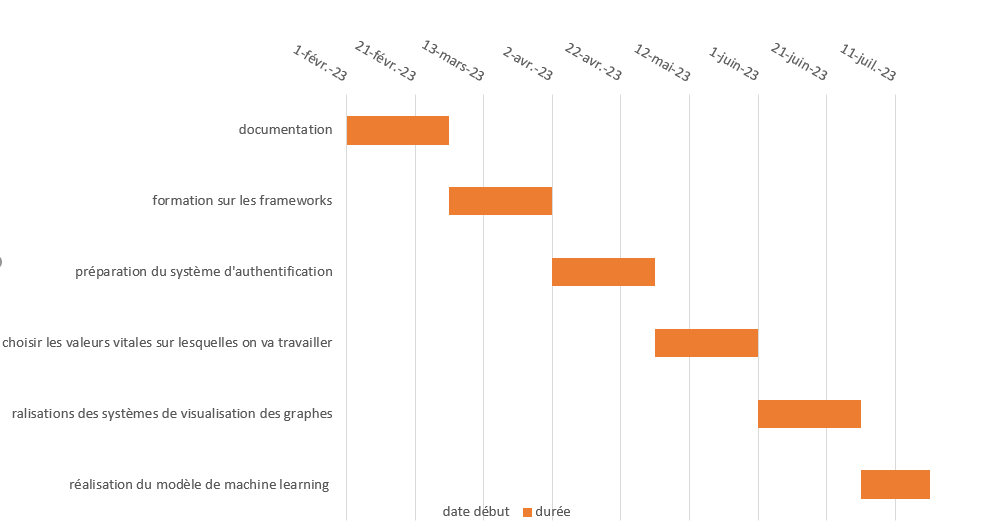 1-févr.-23
21-févr.-23
13-mars-23
2-avr.-23
22-avr.-23
12-mai-23
1-juin-23
21-juin-23
11-juil.-23
documentation
formation sur les frameworks
préparation du système d'authentification
choisir les valeurs vitales sur lesquelles on va travailler
ralisations des systèmes de visualisation des graphes
réalisation du modèle de machine learning
date début durée